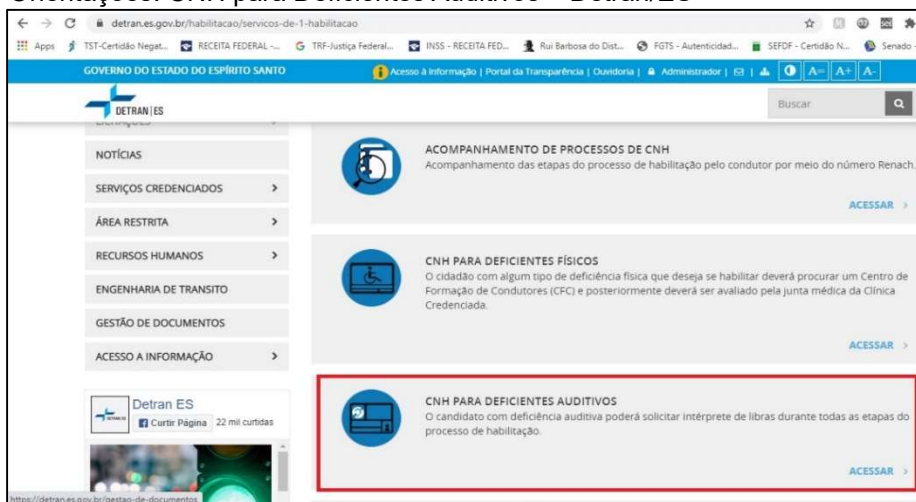 Orientações: CNH para Deficientes Auditivos – Detran/ES
detran.es.gov.br/habilitacao/servicos-de-1-habilitacao
Apps TST-Certidão Negat... RECEITA FEDERAL -... TRF-Justiça Federal... INSS - RECEITA FED... Rui Barbosa do Dist... FGTS - Autenticidad... SEFDF - Certidão N... Senado -
GOVERNO DO ESTADO DO ESPÍRITO SANTO
Acesso à Informação | Portal da Transparência | Ouvidoria | Administrador | | A= A+ A-
DETRAN|ES
Buscar
LICITAÇÕES
NOTÍCIAS
SERVIÇOS CREDENCIADOS >
ÁREA RESTRITA >
RECURSOS HUMANOS >
ENGENHARIA DE TRANSITO
GESTÃO DE DOCUMENTOS
ACESSO A INFORMAÇÃO >
Detran ES
Curtir Página 22 mil curtidas
https://detran.es.gov.br/gestao-de-documentos
ACOMPANHAMENTO DE PROCESSOS DE CNH
Acompanhamento das etapas do processo de habilitação pelo condutor por meio do número Renach.
ACESSAR >
CNH PARA DEFICIENTES FÍSICOS
O cidadão com algum tipo de deficiência física que deseja se habilitar deverá procurar um Centro de
Formação de Condutores (CFC) e posteriormente deverá ser avaliado pela junta médica da Clínica
Credenciada.
ACESSAR >
CNH PARA DEFICIENTES AUDITIVOS
O candidato com deficiência auditiva poderá solicitar intérprete de libras durante todas as etapas do
processo de habilitação.
ACESSAR >